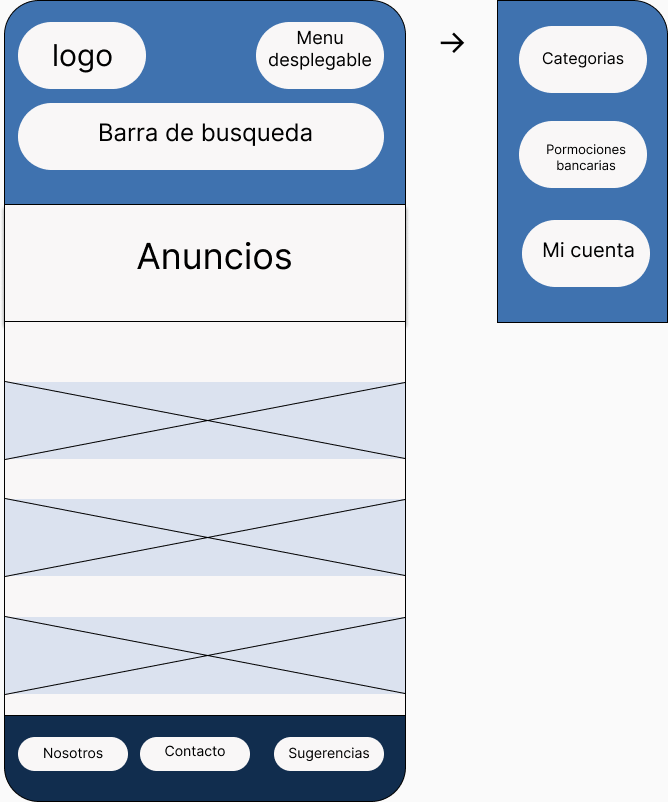 logo
Menu
desplegable
Barra de busqueda
Anuncios
Nosotros
Contacto
Sugerencias
→
Categorias
Pormociones
bancarias
Mi cuenta